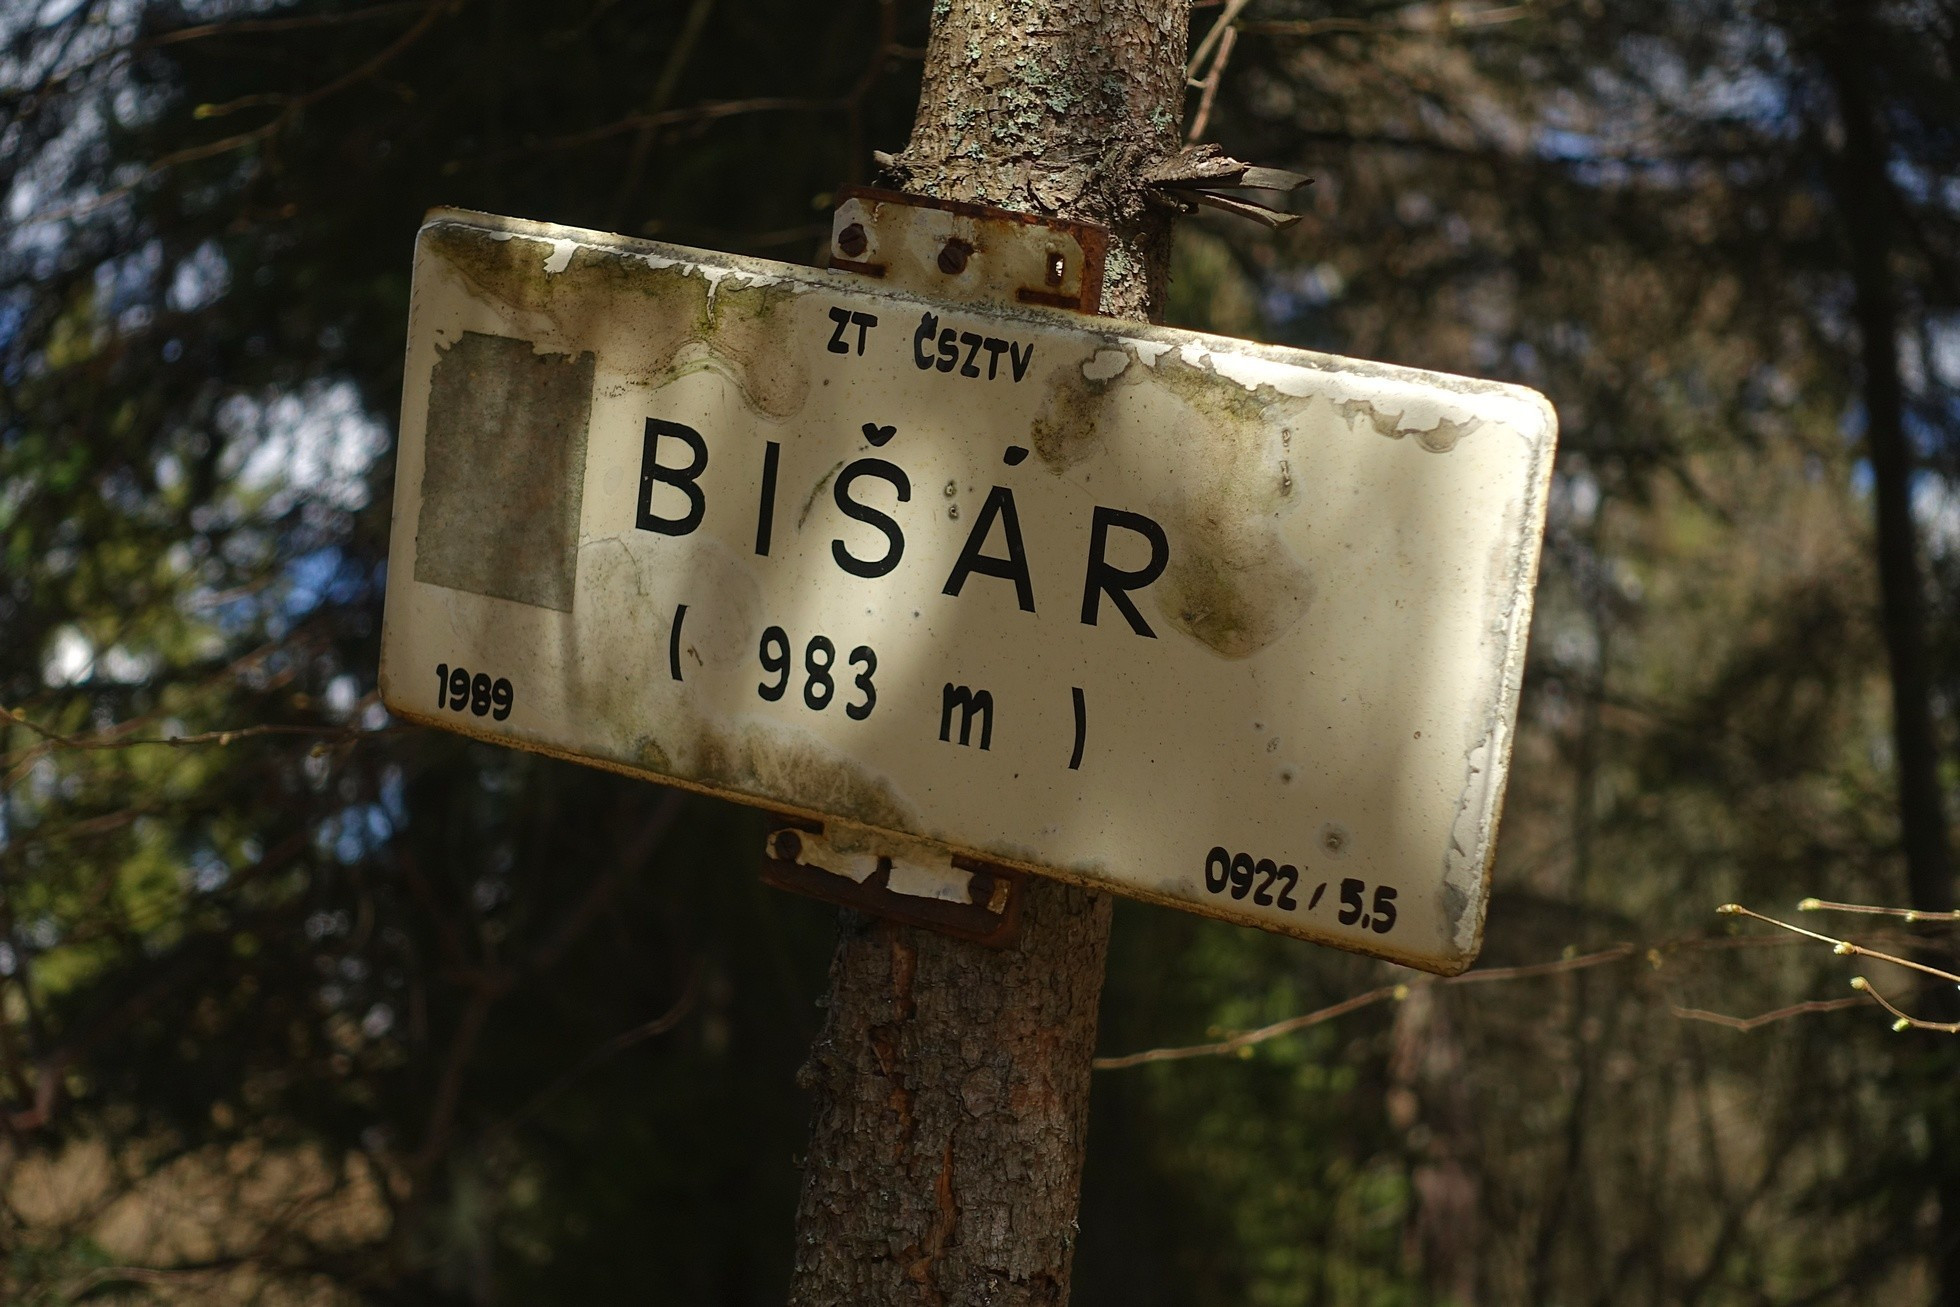 ZT ČSZTV
BIŠÁR
( 983 m )
1989
0922 / 5.5